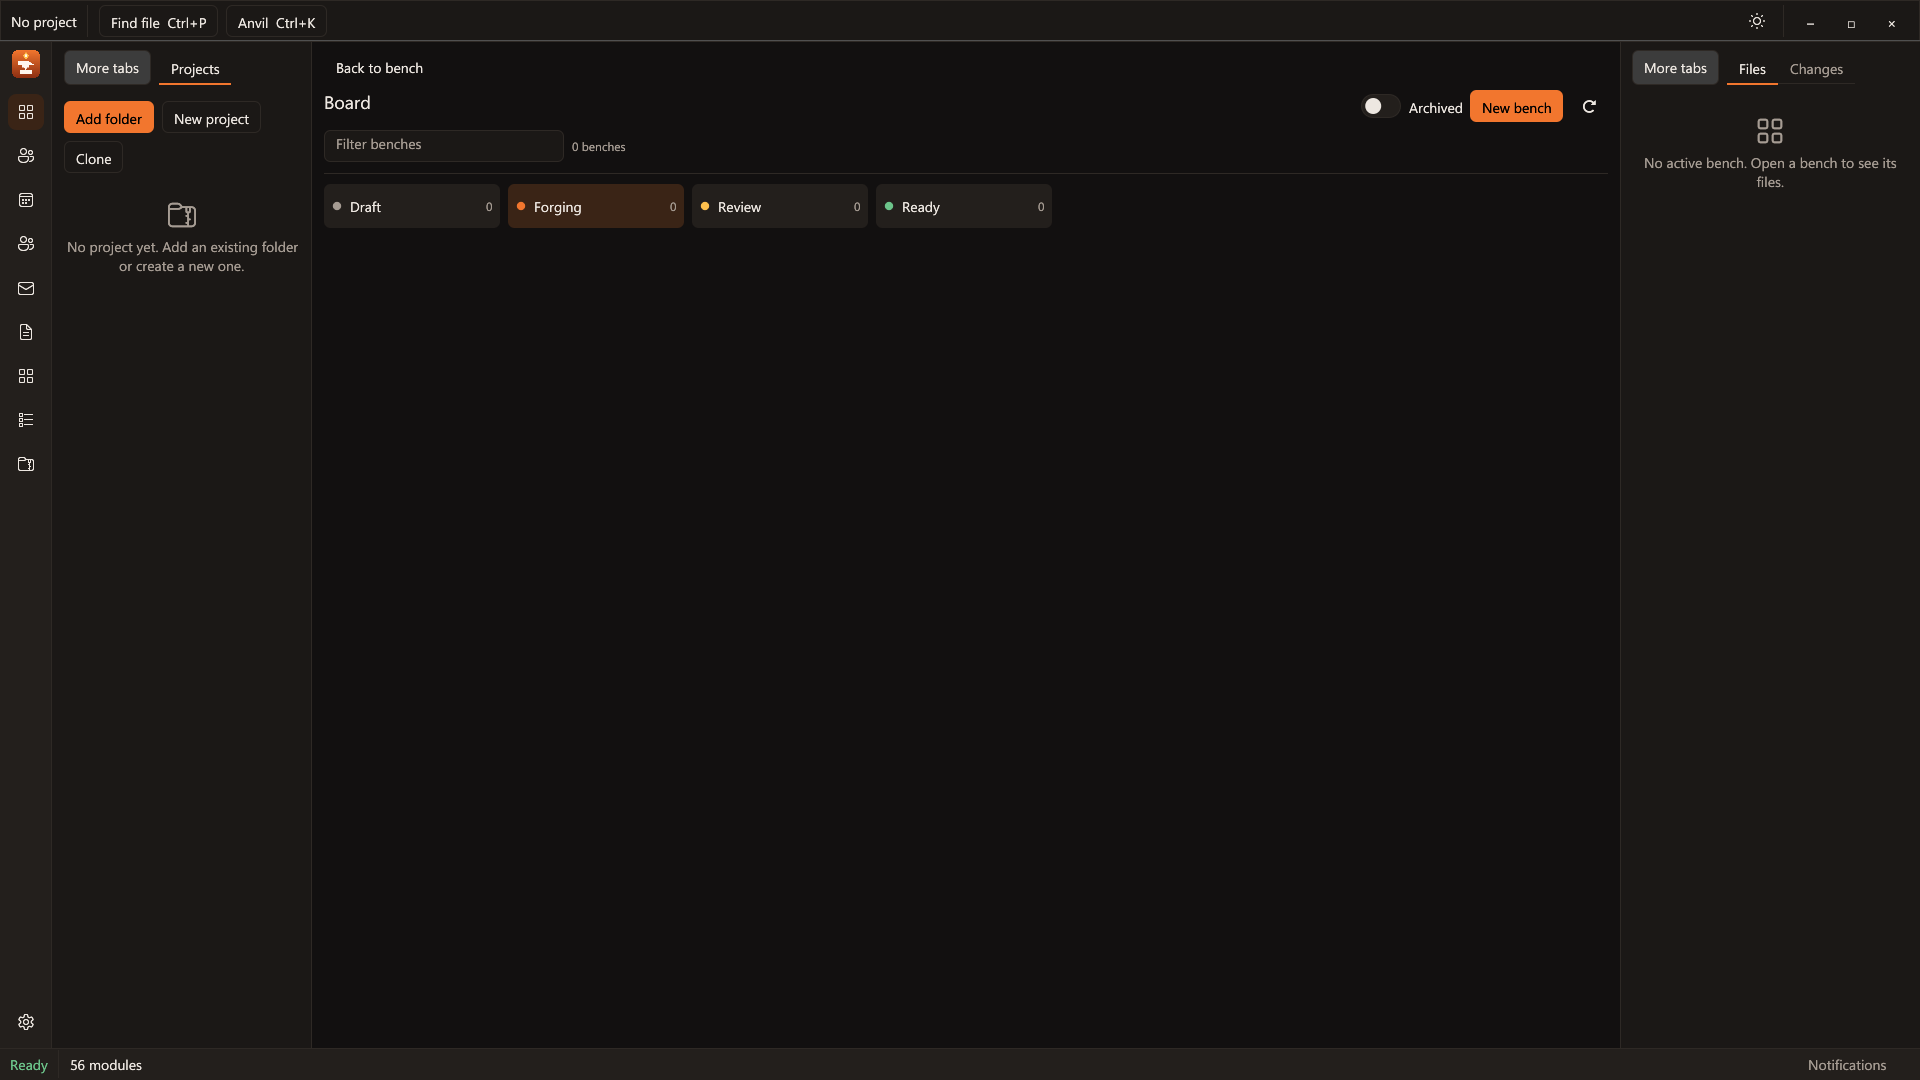 No project
Find file Ctrl+P
Anvil Ctrl+K
More tabs
Projects
Add folder
New project
Clone
No project yet. Add an existing folder
or create a new one.
Back to bench
Board
Archived
New bench
Filter benches
0 benches
Draft 0
Forging 0
Review 0
Ready 0
More tabs
Files
Changes
No active bench. Open a bench to see its
files.
Ready
56 modules
Notifications